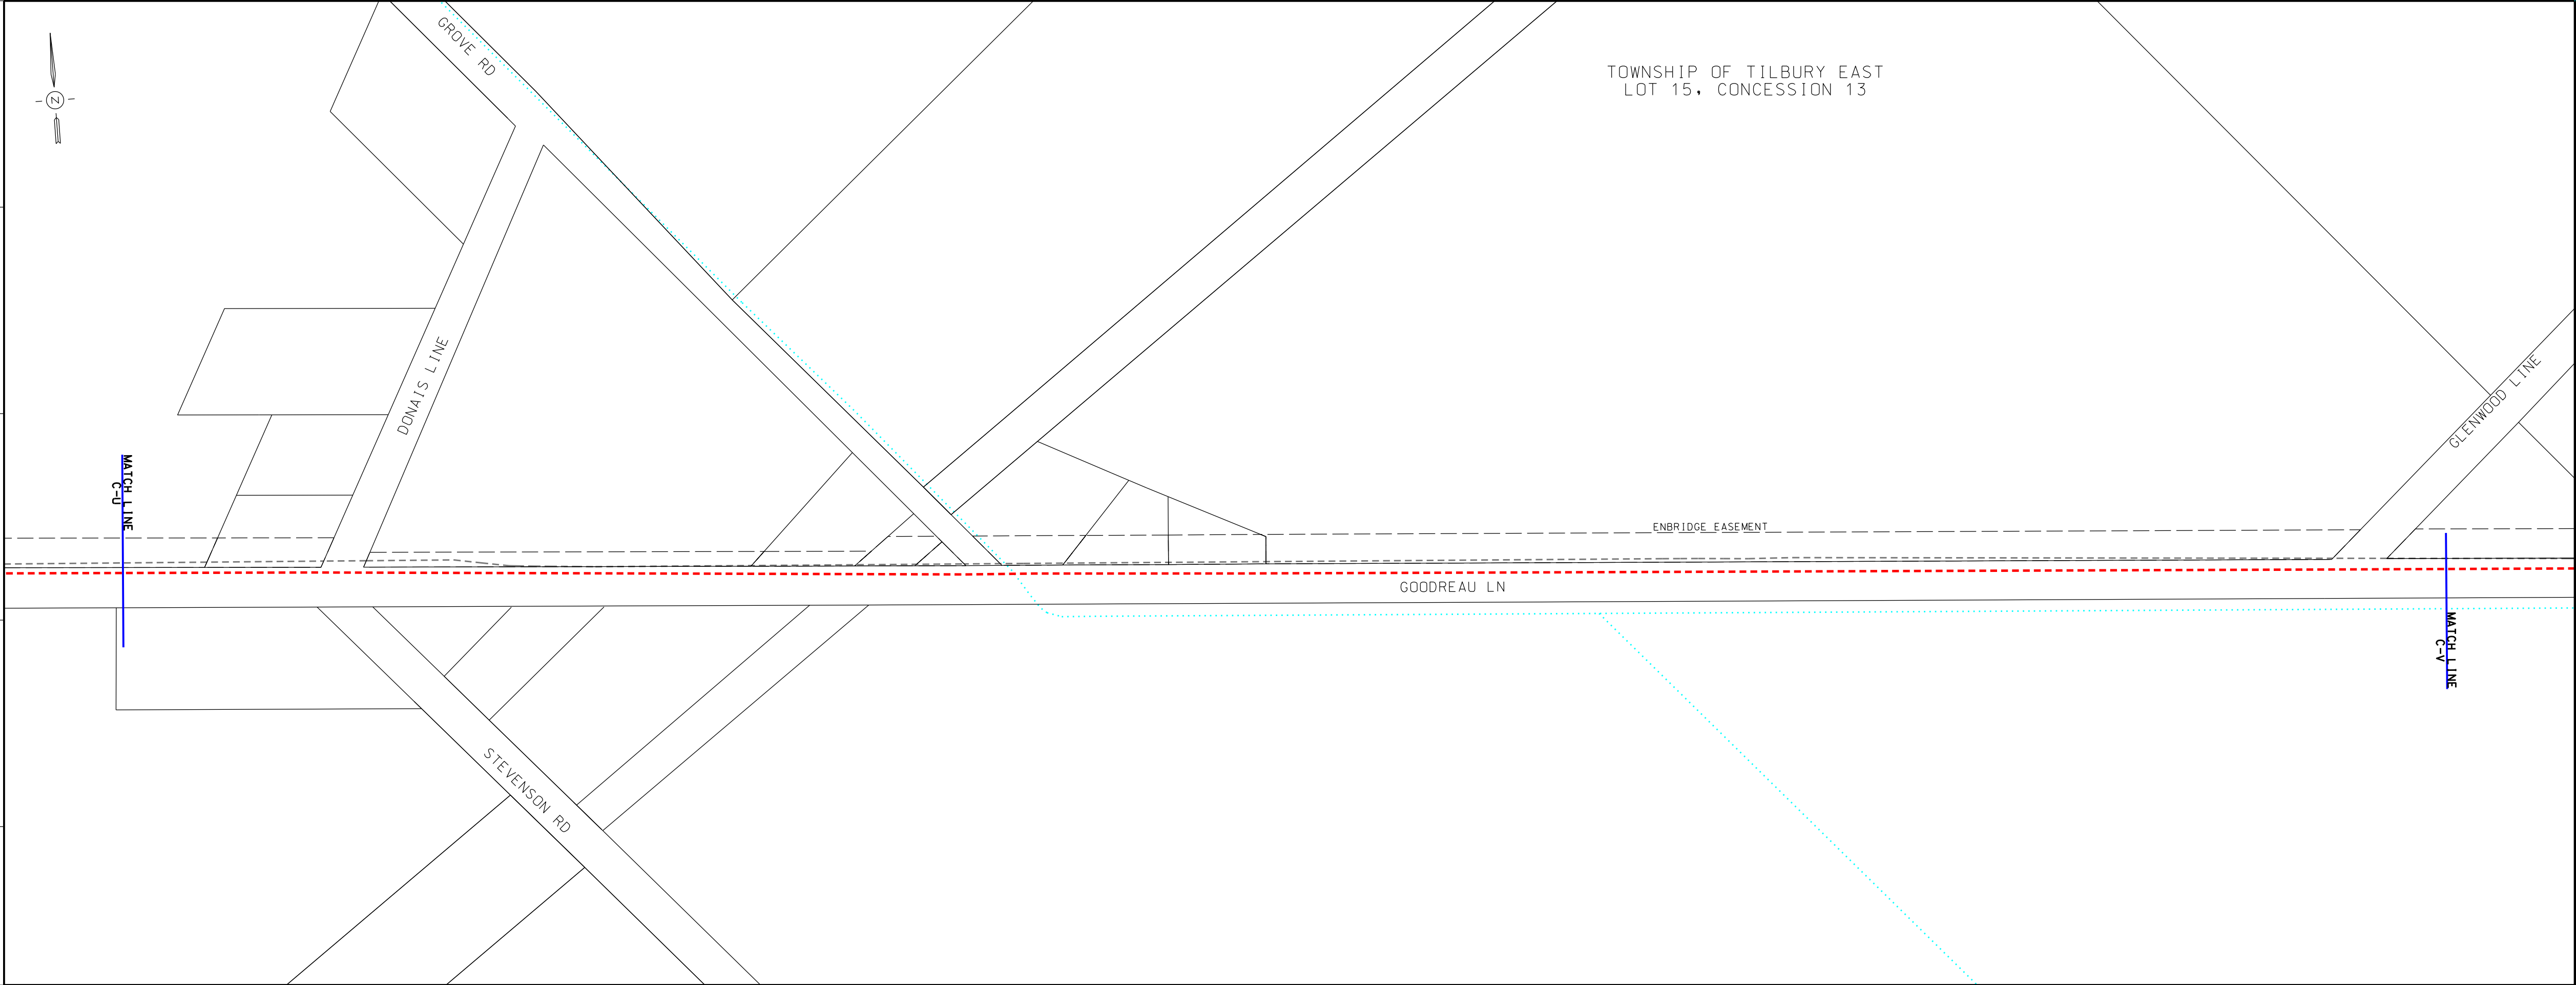 GROVE RD
TOWNSHIP OF TILBURY EAST
LOT 15, CONCESSION 13
Z
DONAIS LINE
GLENWOOD LINE
MATCH LINE
C-U
ENBRIDGE EASEMENT
GOODREAU LN
MATCH LINE
C-V
STEVENSON RD